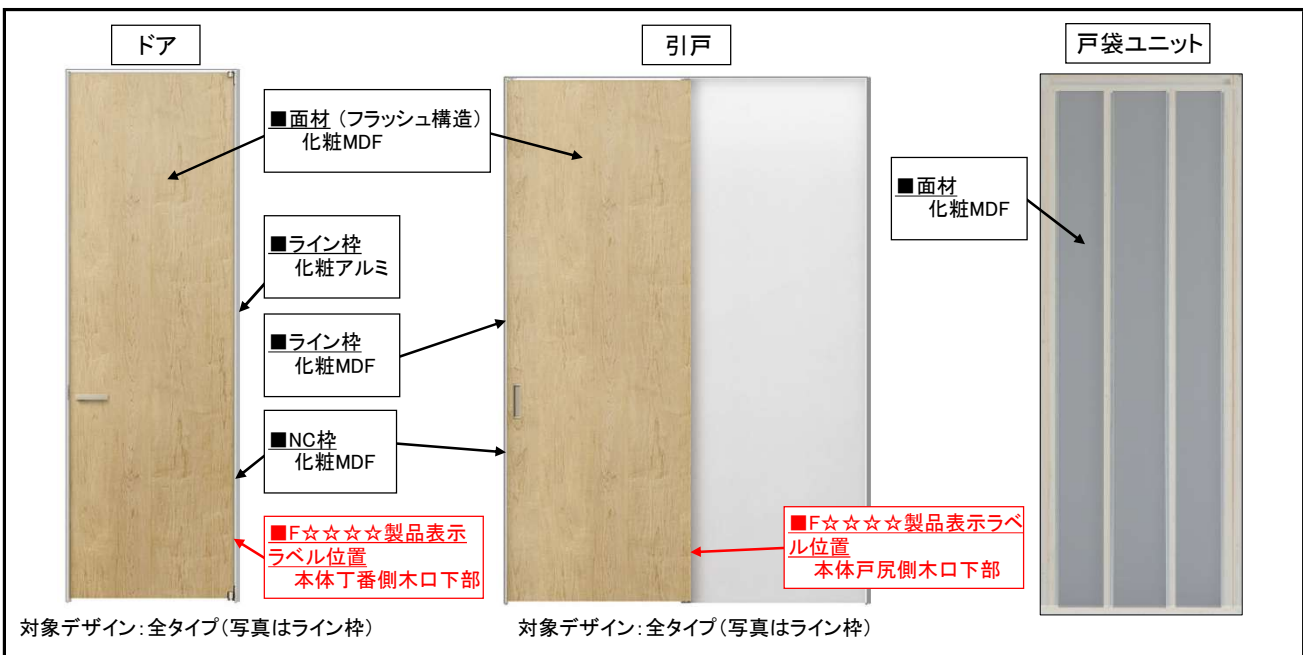 ドア
引戸
戸袋ユニット
■面材（フラッシュ構造）
化粧MDF
■面材
化粧MDF
■ライン枠
化粧アルミ
■ライン枠
化粧MDF
■NC枠
化粧MDF
■F☆☆☆☆製品表示
ラベル位置
本体丁番側木口下部
■F☆☆☆☆製品表示ラベ
ル位置
本体戸尻側木口下部
対象デザイン：全タイプ（写真はライン枠）
対象デザイン：全タイプ（写真はライン枠）